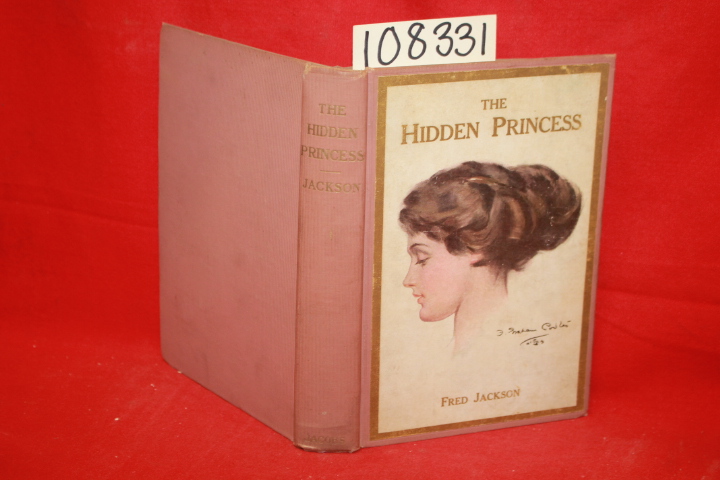 108331
THE
HIDDEN
PRINCESS
JACKSON
THE
HIDDEN PRINCESS
FRED JACKSON